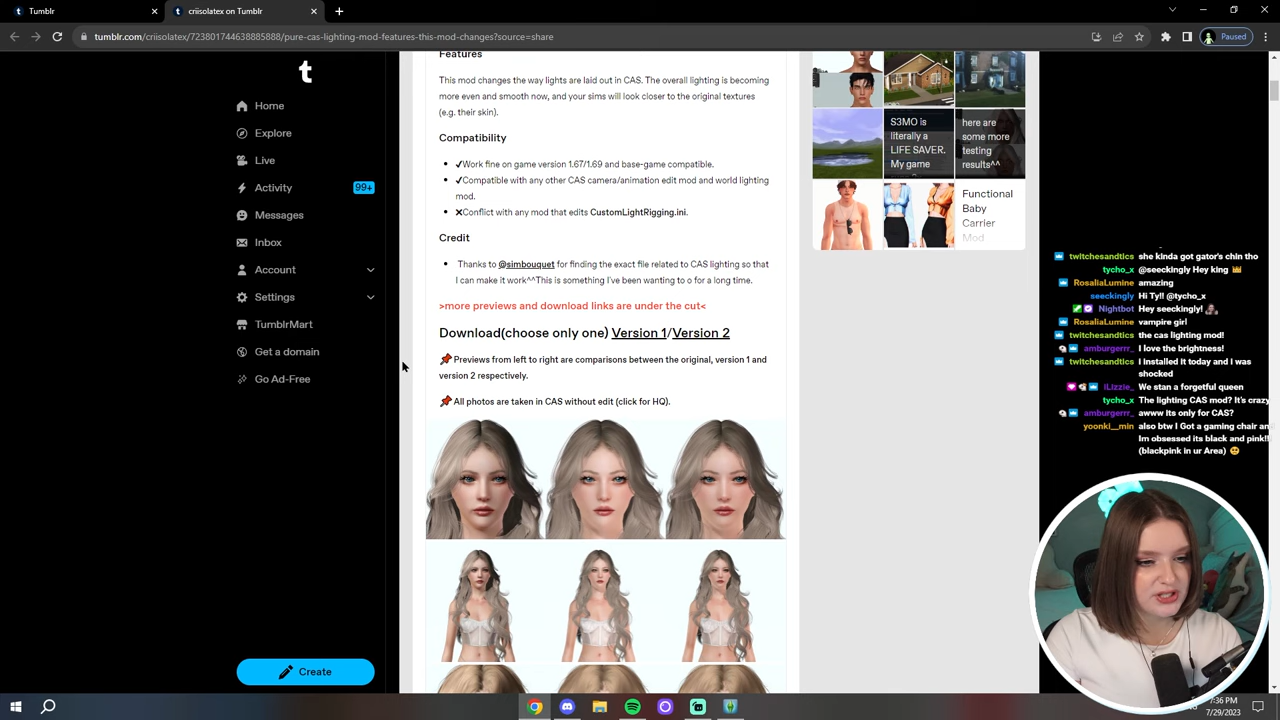 Tumblr
criisolatex on Tumblr
tumblr.com/criisolatex/723801744638885888/pure-cas-lighting-mod-features-this-mod-changes?source=share
Paused
Home
Explore
Live
Activity 99+
Messages
Inbox
Account
Settings
TumblrMart
Get a domain
Go Ad-Free
Create
Features
This mod changes the way lights are laid out in CAS. The overall lighting is becoming
more even and smooth now, and your sims will look closer to the original textures
(e.g. their skin).
Compatibility
✔Work fine on game version 1.67/1.69 and base-game compatible.
✔Compatible with any other CAS camera/animation edit mod and world lighting
mod.
❌Conflict with any mod that edits CustomLightRigging.ini.
Credit
Thanks to @simbouquet for finding the exact file related to CAS lighting so that
I can make it work^^This is something I've been wanting to o for a long time.
>more previews and download links are under the cut<
Download(choose only one) Version 1/Version 2
📌Previews from left to right are comparisons between the original, version 1 and
version 2 respectively.
📌All photos are taken in CAS without edit (click for HQ).
S3MO is
literally a
LIFE SAVER.
My game
here are
some more
testing
results^^
Functional
Baby
Carrier
Mod
twitchesandtics she kinda got gator's chin tho
tycho_x @seeckingly Hey king 👑
RosaliaLumine amazing
seeckingly Hi Ty!! @tycho_x
Nightbot Hey seeckingly!
RosaliaLumine vampire girl
twitchesandtics the cas lighting mod!
amburgerrr_ I love the brightness!
twitchesandtics I installed it today and I was
shocked
iLizzie_ We stan a forgetful queen
tycho_x The lighting CAS mod? It's crazy
amburgerrr_ awww Its only for CAS?
yoonki__min also btw I Got a gaming chair an
Im obsessed its black and pink!!
(blackpink in ur Area) 🥺
7:36 PM
7/29/2023